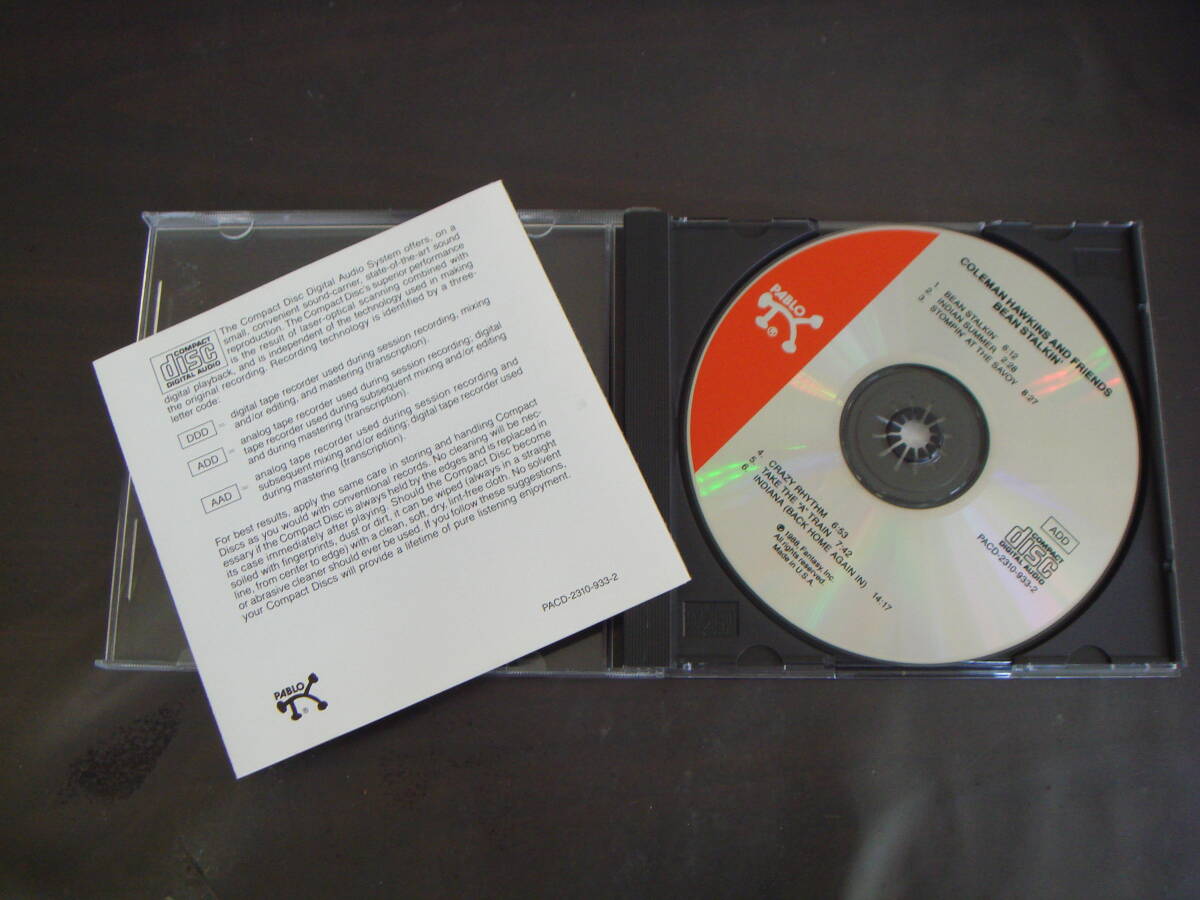 The Compact Disc Digital Audio System offers, on a
small, convenient sound-carrier, state-of-the-art sound
reproduction. The Compact Disc's superior performance
is the result of laser-optical scanning combined with
digital playback, and is independent of the technology used in making
the original recording. Recording technology is identified by a three-
letter code:
COMPACT
disc
DIGITAL AUDIO
DDD = digital tape recorder used during session recording, mixing
and/or editing, and mastering (transcription).
ADD = analog tape recorder used during session recording; digital
tape recorder used during subsequent mixing and/or editing
and during mastering (transcription).
AAD = analog tape recorder used during session recording and
subsequent mixing and/or editing; digital tape recorder used
during mastering (transcription).
For best results, apply the same care in storing and handling Compact
Discs as you would with conventional records. No cleaning will be nec-
essary if the Compact Disc is always held by the edges and is replaced in
its case immediately after playing. Should the Compact Disc become
soiled with fingerprints, dust or dirt, it can be wiped (always in a straight
line, from center to edge) with a clean, soft, dry, lint-free cloth. No solvent
or abrasive cleaner should ever be used. If you follow these suggestions,
your Compact Discs will provide a lifetime of pure listening enjoyment.
PACD-2310-933-2
PABLO
®
PABLO
®
COLEMAN HAWKINS AND FRIENDS
BEAN STALKIN'
1. BEAN STALKIN' 6:12
2. INDIAN SUMMER 2:28
3. STOMPIN' AT THE SAVOY 8:27
4. CRAZY RHYTHM 6:53
5. TAKE THE "A" TRAIN 7:42
6. INDIANA (BACK HOME AGAIN IN) 14:17
℗ 1988, Fantasy, Inc.
All rights reserved.
Made in U.S.A.
ADD
COMPACT
disc
DIGITAL AUDIO
PACD-2310-933-2